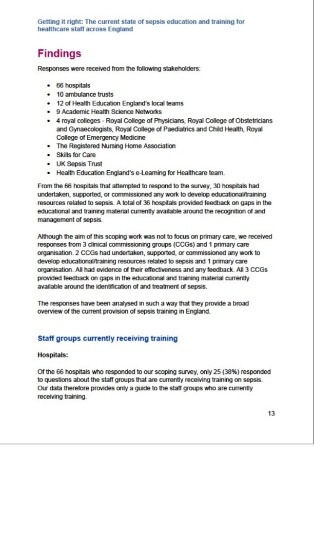 Getting it right: The current state of sepsis education and training for
healthcare staff across England
Findings
Responses were received from the following stakeholders:
• 66 hospitals
• 10 ambulance trusts
• 12 of Health Education England's local teams
• 9 Academic Health Science Networks
• 4 royal colleges - Royal College of Physicians, Royal College of Obstetricians
and Gynaecologists, Royal College of Paediatrics and Child Health, Royal
College of Emergency Medicine
• The Registered Nursing Home Association
• Skills for Care
• UK Sepsis Trust
• Health Education England's e-Learning for Healthcare team.
From the 66 hospitals that attempted to respond to the survey, 30 hospitals had
undertaken, supported, or commissioned any work to develop educational/training
resources related to sepsis. A total of 36 hospitals provided feedback on gaps in the
educational and training material currently available around the recognition of and
management of sepsis.
Although the aim of this scoping work was not to focus on primary care, we received
responses from 3 clinical commissioning groups (CCGs) and 1 primary care
organisation. 2 CCGs had undertaken, supported, or commissioned any work to
develop educational/training resources related to sepsis and 1 primary care
organisation. All had evidence of their effectiveness and any feedback. All 3 CCGs
provided feedback on gaps in the educational and training material currently
available around the identification of and treatment of sepsis.
The responses have been analysed in such a way that they provide a broad
overview of the current provision of sepsis training in England.
Staff groups currently receiving training
Hospitals:
Of the 66 hospitals who responded to our scoping survey, only 25 (38%) responded
to questions about the staff groups that are currently receiving training on sepsis.
Our data therefore provides only a guide to the staff groups who are currently
receiving training.
13